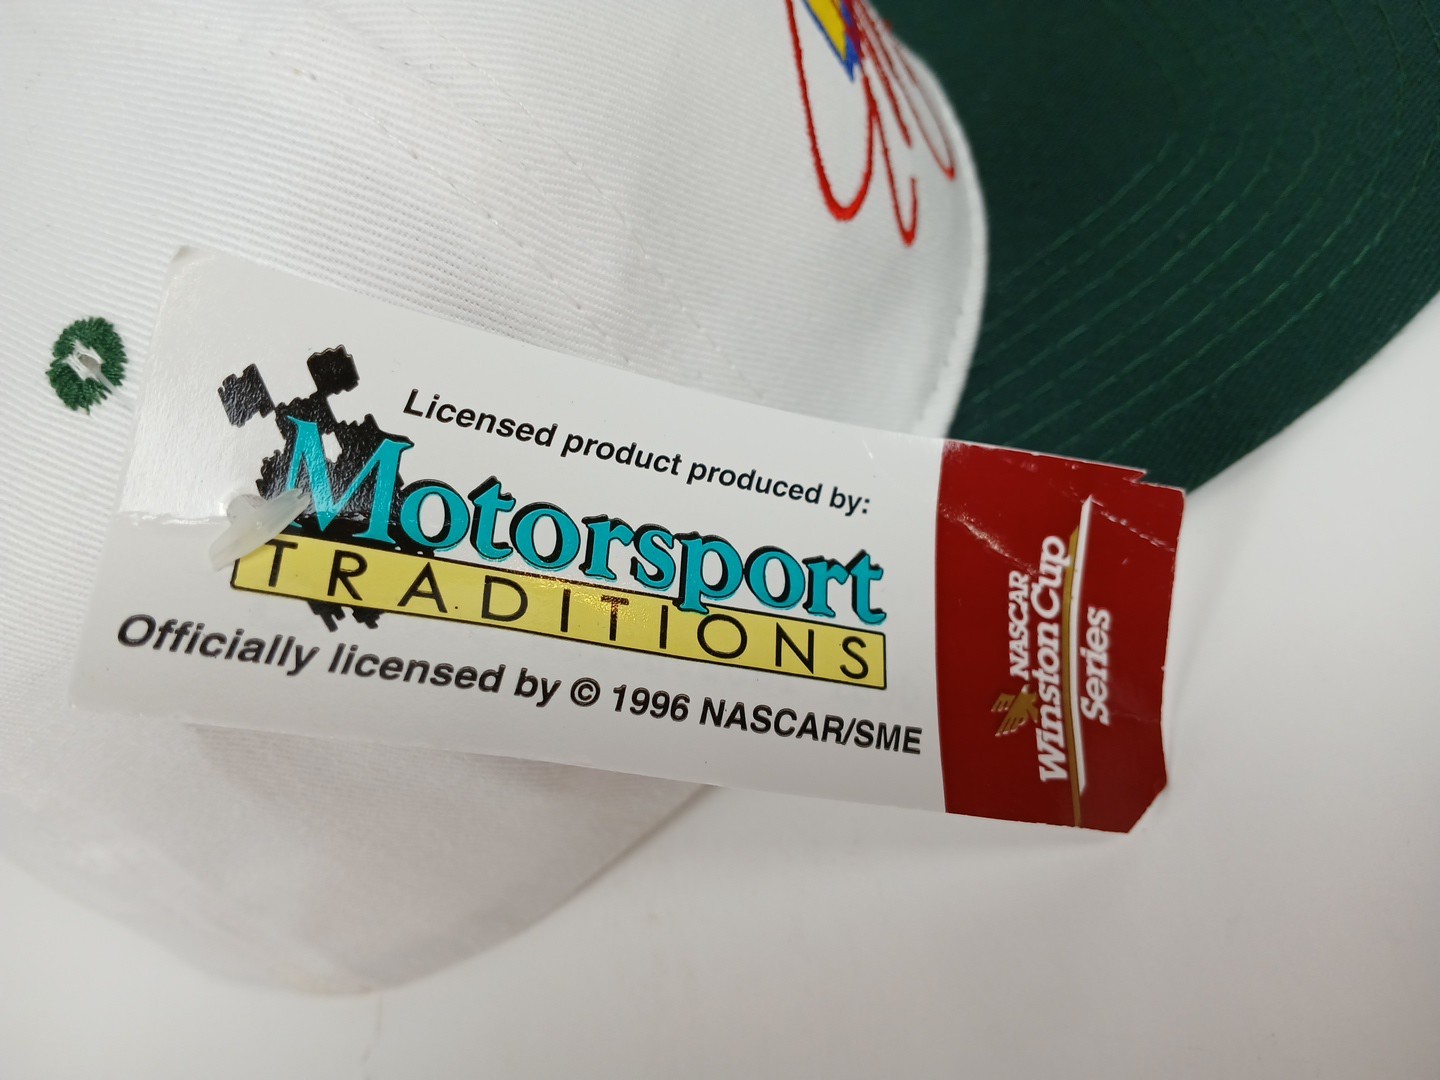 Licensed product produced by:
Motorsport
TRADITIONS
Officially licensed by © 1996 NASCAR/SME
NASCAR
Winston Cup
Series